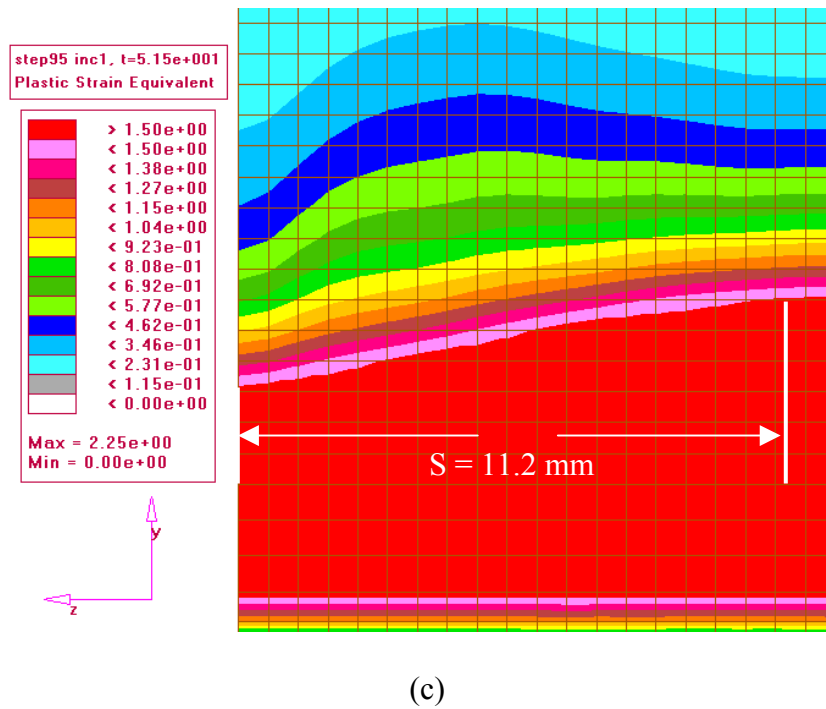 step95 inc1, t=5.15e+001
Plastic Strain Equivalent
> 1.50e+00
< 1.50e+00
< 1.38e+00
< 1.27e+00
< 1.15e+00
< 1.04e+00
< 9.23e-01
< 8.08e-01
< 6.92e-01
< 5.77e-01
< 4.62e-01
< 3.46e-01
< 2.31e-01
< 1.15e-01
< 0.00e+00
Max = 2.25e+00
Min = 0.00e+00
y
z
S = 11.2 mm
(c)